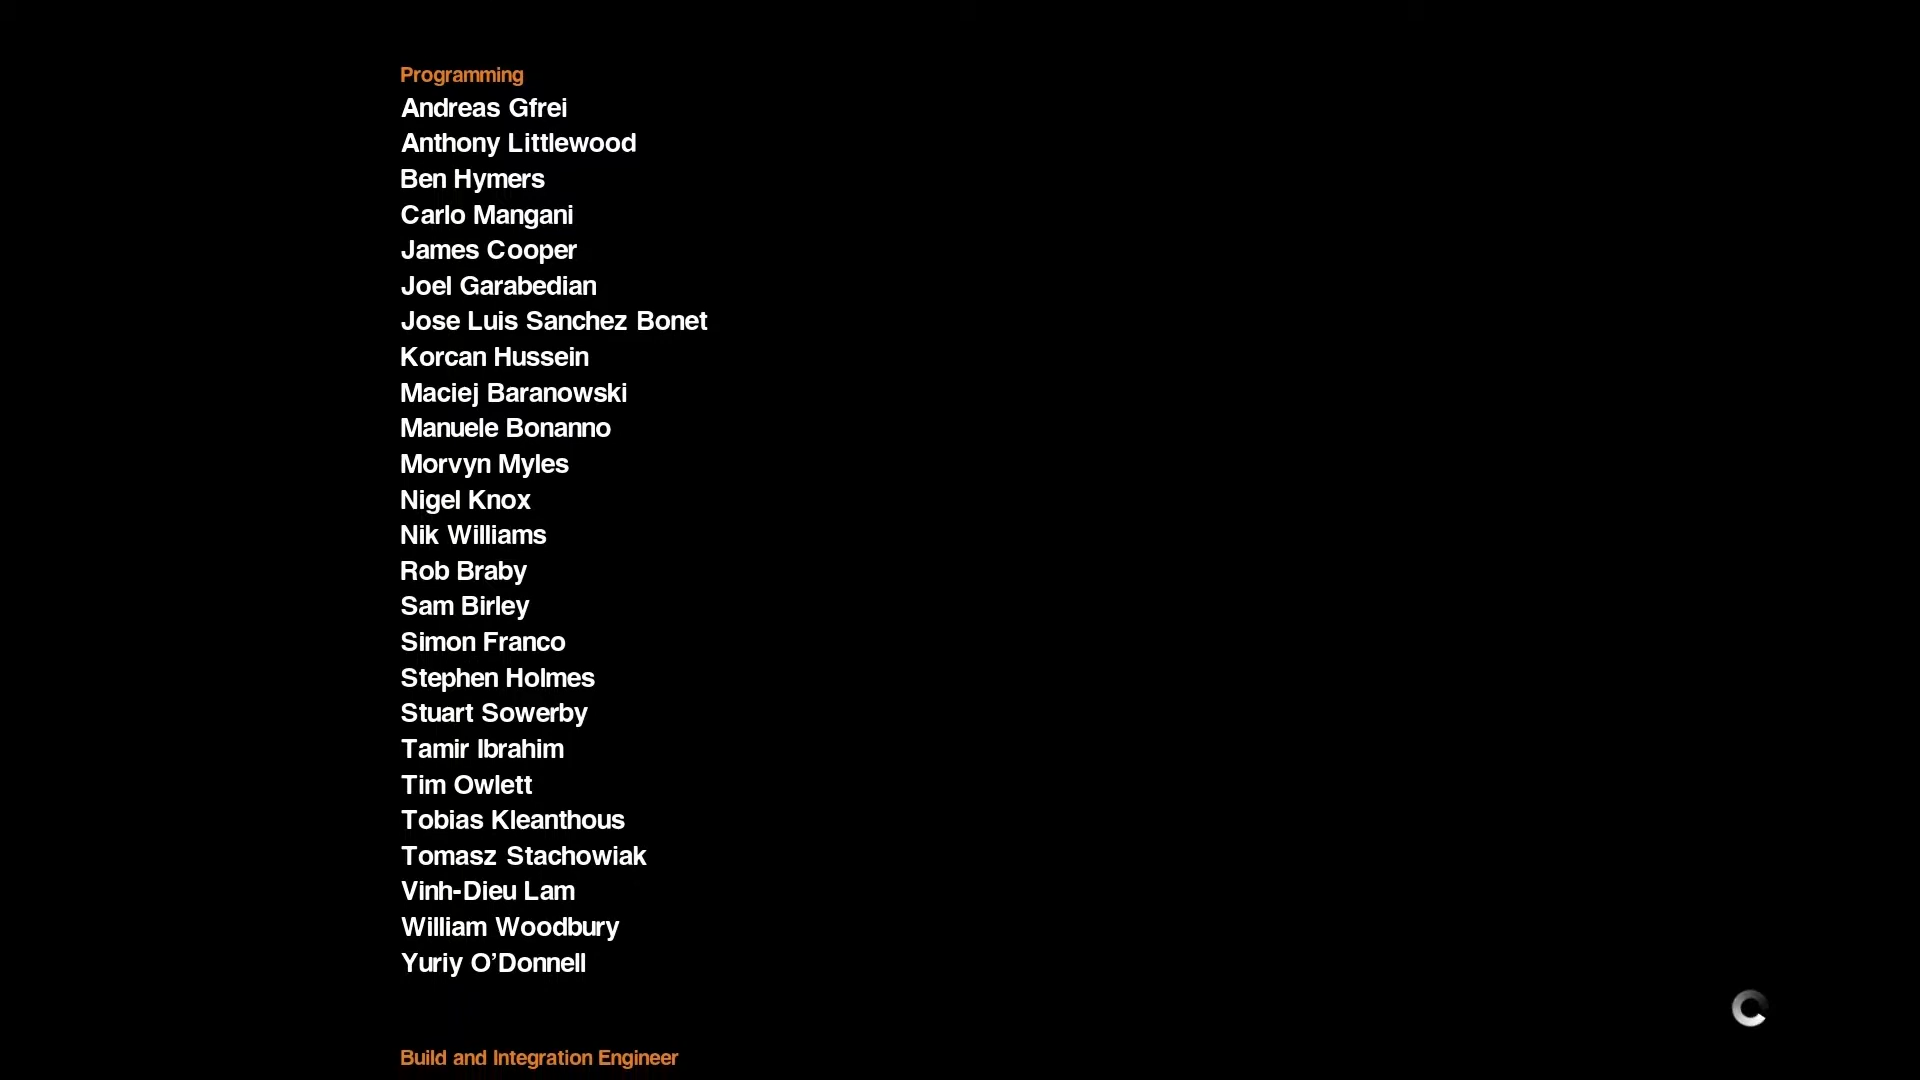 Programming
Andreas Gfrei
Anthony Littlewood
Ben Hymers
Carlo Mangani
James Cooper
Joel Garabedian
Jose Luis Sanchez Bonet
Korcan Hussein
Maciej Baranowski
Manuele Bonanno
Morvyn Myles
Nigel Knox
Nik Williams
Rob Braby
Sam Birley
Simon Franco
Stephen Holmes
Stuart Sowerby
Tamir Ibrahim
Tim Owlett
Tobias Kleanthous
Tomasz Stachowiak
Vinh-Dieu Lam
William Woodbury
Yuriy O’Donnell
Build and Integration Engineer